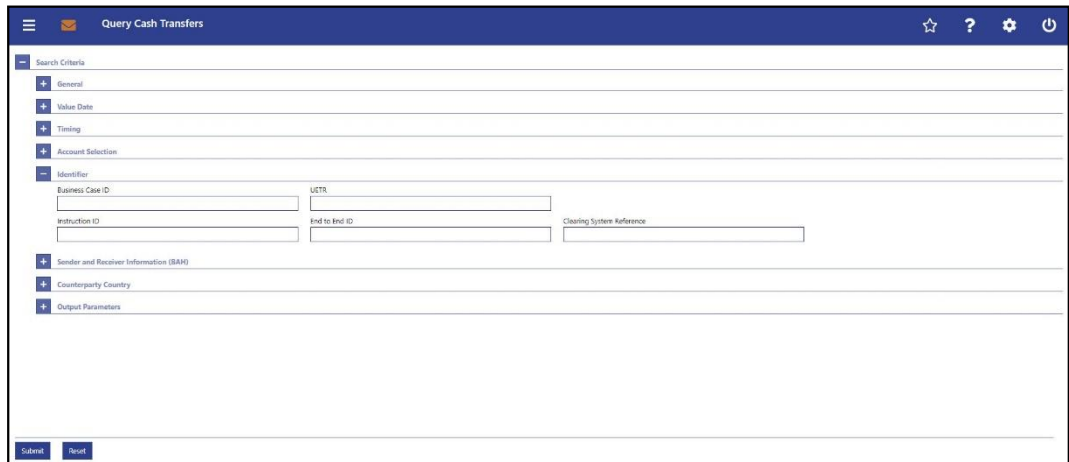 Query Cash Transfers
Search Criteria
General
Value Date
Timing
Account Selection
Identifier
Business Case ID UETR
Instruction ID End to End ID Clearing System Reference
Sender and Receiver Information (BAH)
Counterparty Country
Output Parameters
Submit Reset